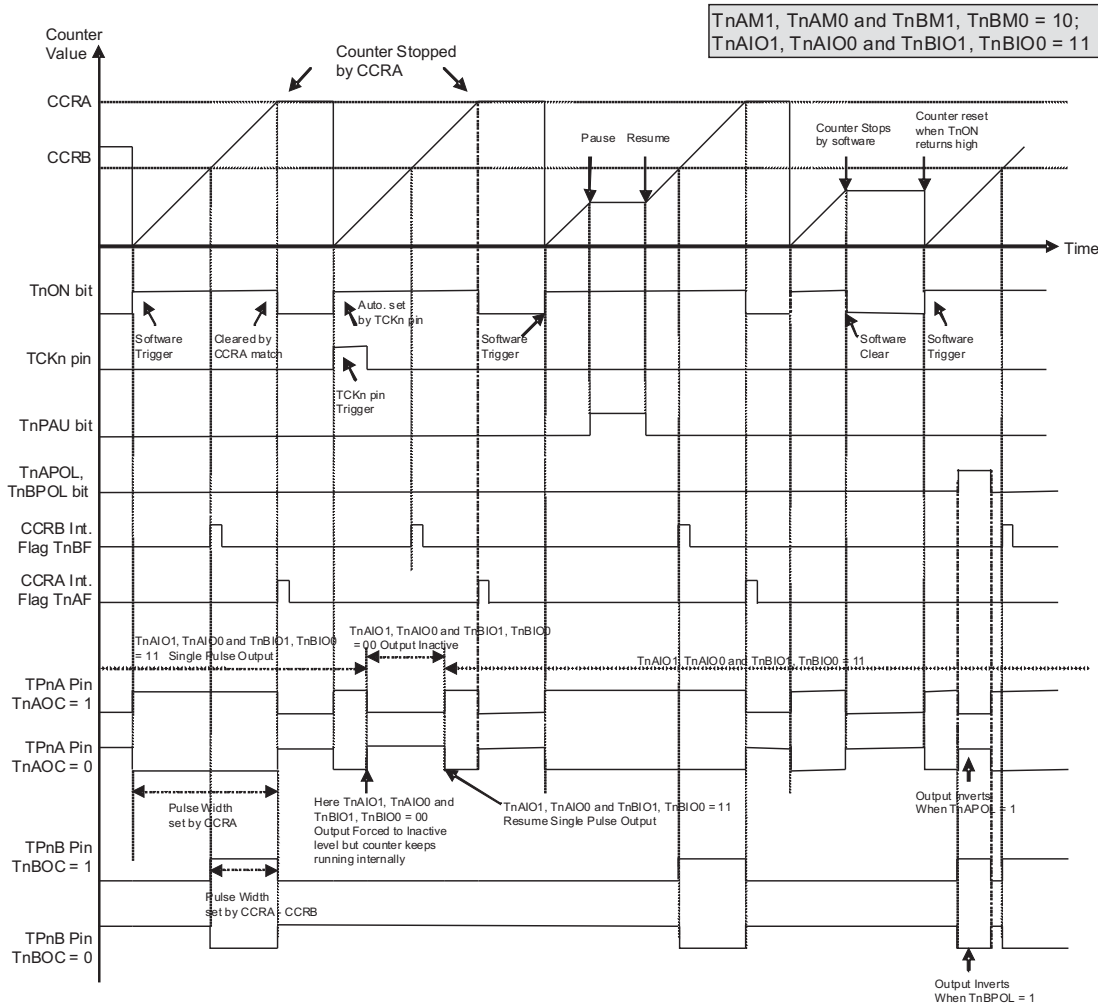 TnAM1, TnAM0 and TnBM1, TnBM0 = 10;
TnAIO1, TnAIO0 and TnBIO1, TnBIO0 = 11
Counter
Value
Counter Stopped
by CCRA
CCRA
CCRB
Pause
Resume
Counter Stops
by software
Counter reset
when TnON
returns high
Time
TnON bit
Software
Trigger
Cleared by
CCRA match
Auto. set
by TCKn pin
Software
Trigger
Software
Clear
Software
Trigger
TCKn pin
TCKn pin
Trigger
TnPAU bit
TnAPOL,
TnBPOL bit
CCRB Int.
Flag TnBF
CCRA Int.
Flag TnAF
TnAIO1, TnAIO0 and TnBIO1, TnBIO0
= 11 Single Pulse Output
TnAIO1, TnAIO0 and TnBIO1, TnBIO0
= 00 Output Inactive
TnAIO1, TnAIO0 and TnBIO1, TnBIO0 = 11
TPnA Pin
TnAOC = 1
TPnA Pin
TnAOC = 0
Pulse Width
set by CCRA
Here TnAIO1, TnAIO0 and
TnBIO1, TnBIO0 = 00
Output Forced to Inactive
level but counter keeps
running internally
TnAIO1, TnAIO0 and TnBIO1, TnBIO0 = 11
Resume Single Pulse Output
Output Inverts
When TnAPOL = 1
TPnB Pin
TnBOC = 1
Pulse Width
set by CCRA - CCRB
TPnB Pin
TnBOC = 0
Output Inverts
When TnBPOL = 1